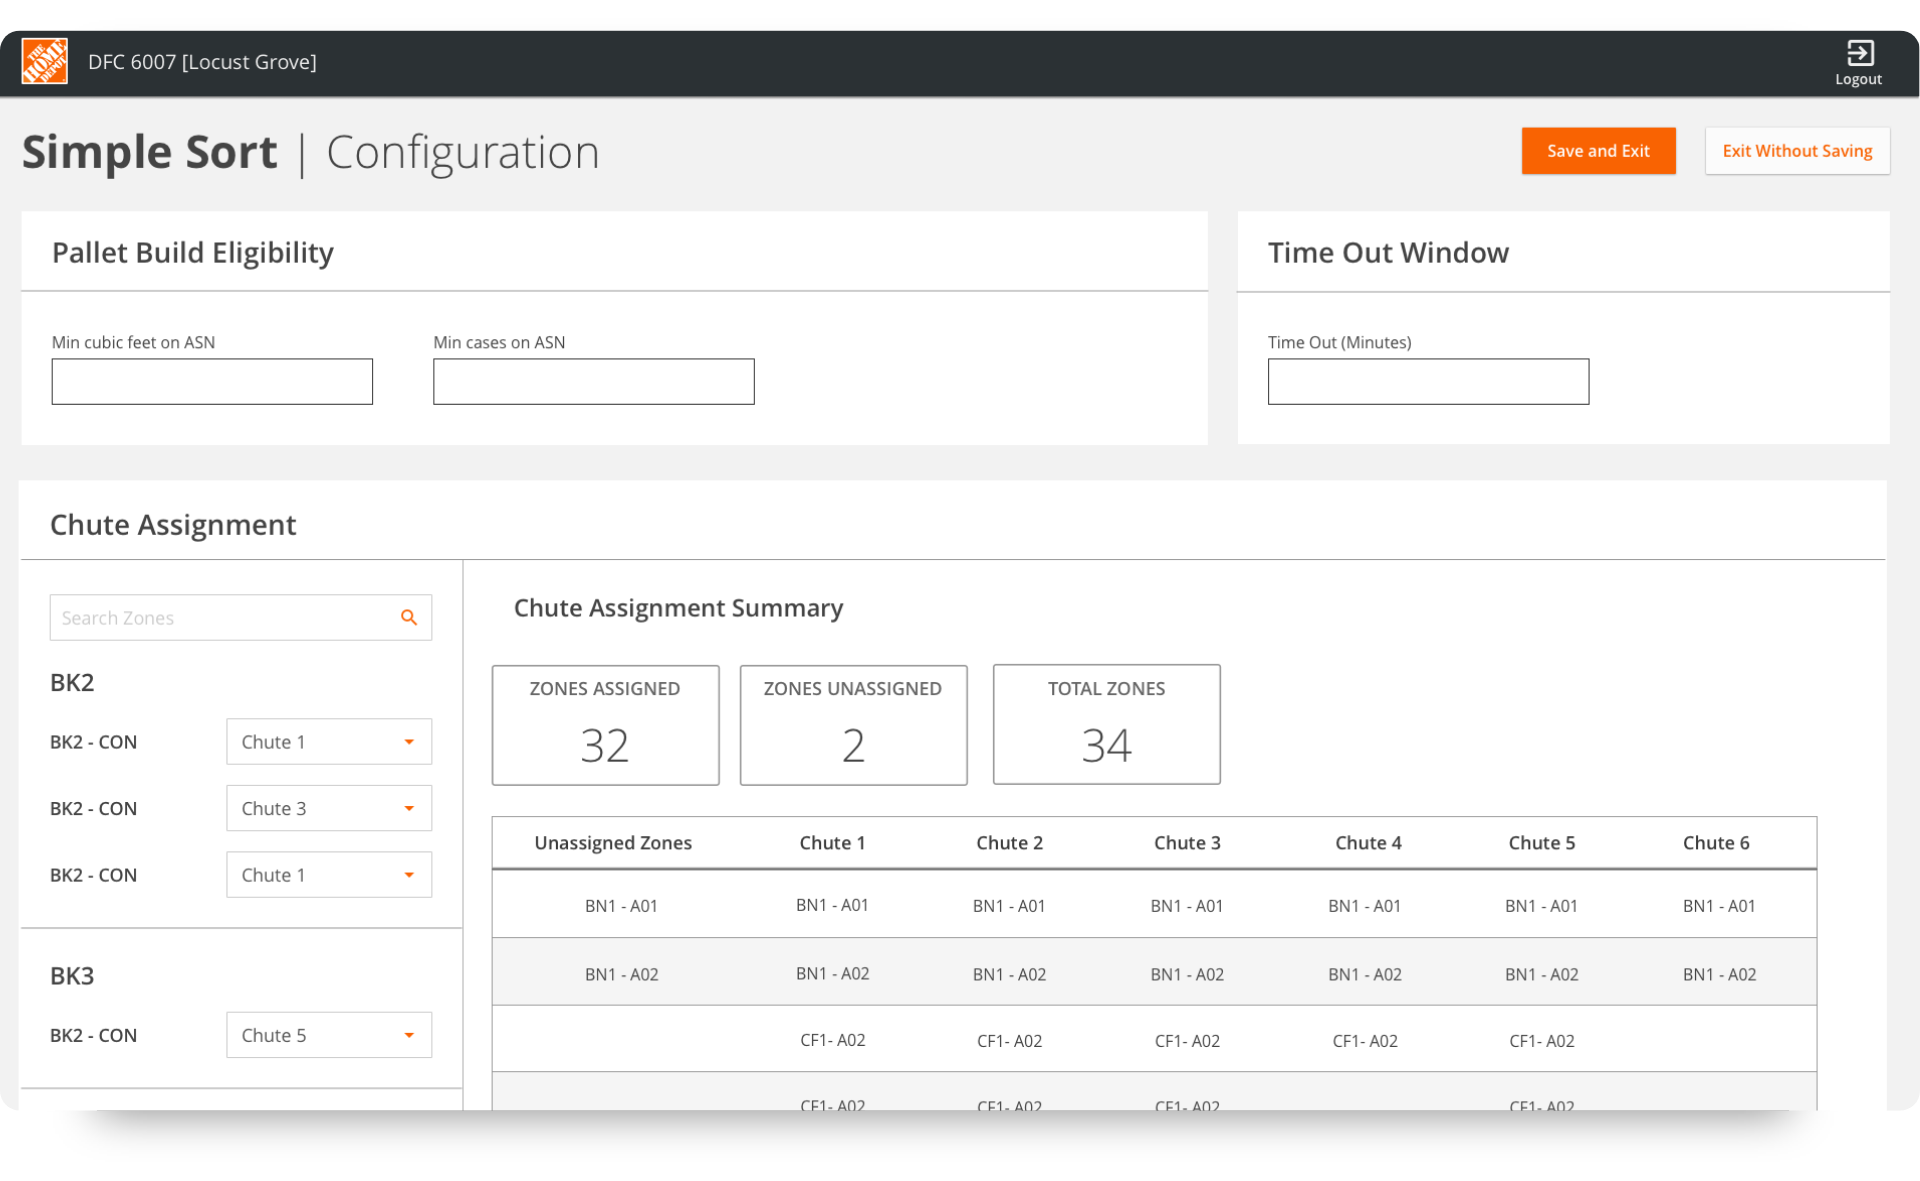 THE HOME DEPOT
DFC 6007 [Locust Grove]
Logout
Simple Sort | Configuration
Save and Exit
Exit Without Saving
Pallet Build Eligibility
Min cubic feet on ASN
Min cases on ASN
Time Out Window
Time Out (Minutes)
Chute Assignment
Search Zones
BK2
BK2 - CON Chute 1
BK2 - CON Chute 3
BK2 - CON Chute 1
BK3
BK2 - CON Chute 5
Chute Assignment Summary
ZONES ASSIGNED
32
ZONES UNASSIGNED
2
TOTAL ZONES
34
Unassigned Zones Chute 1 Chute 2 Chute 3 Chute 4 Chute 5 Chute 6
BN1 - A01 BN1 - A01 BN1 - A01 BN1 - A01 BN1 - A01 BN1 - A01 BN1 - A01
BN1 - A02 BN1 - A02 BN1 - A02 BN1 - A02 BN1 - A02 BN1 - A02 BN1 - A02
CF1- A02 CF1- A02 CF1- A02 CF1- A02 CF1- A02
CF1- A02 CF1- A02 CF1- A02 CF1- A02